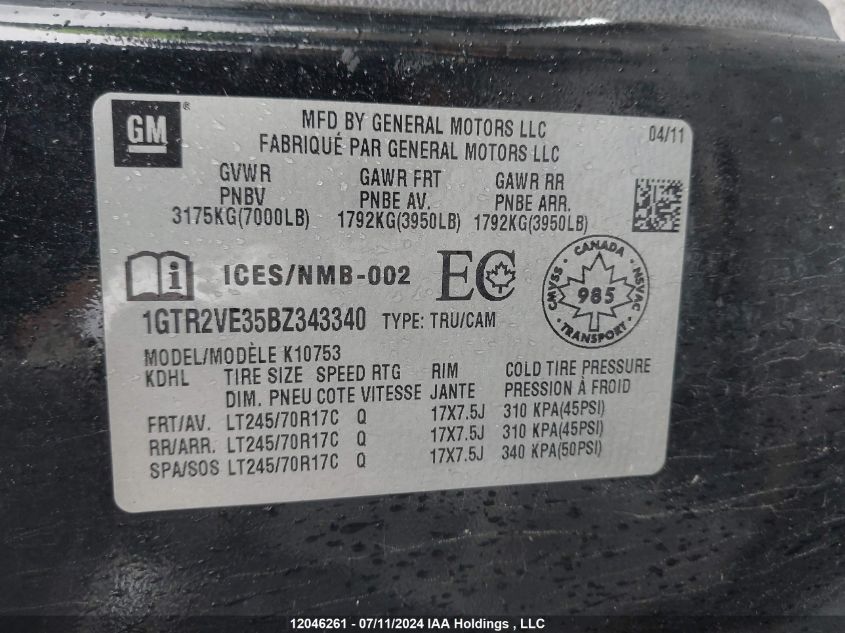 GM ®
MFD BY GENERAL MOTORS LLC
FABRIQUÉ PAR GENERAL MOTORS LLC
04/11
GVWR GAWR FRT GAWR RR
PNBV PNBE AV. PNBE ARR.
3175KG(7000LB) 1792KG(3950LB) 1792KG(3950LB)
i ICES/NMB-002 EC
CANADA CMVSS NSVAC 985 TRANSPORT
1GTR2VE35BZ343340 TYPE: TRU/CAM
MODEL/MODÈLE K10753
KDHL TIRE SIZE SPEED RTG RIM COLD TIRE PRESSURE
DIM. PNEU COTE VITESSE JANTE PRESSION À FROID
FRT/AV. LT245/70R17C Q 17X7.5J 310 KPA(45PSI)
RR/ARR. LT245/70R17C Q 17X7.5J 310 KPA(45PSI)
SPA/SOS LT245/70R17C Q 17X7.5J 340 KPA(50PSI)
12046261 - 07/11/2024 IAA Holdings , LLC